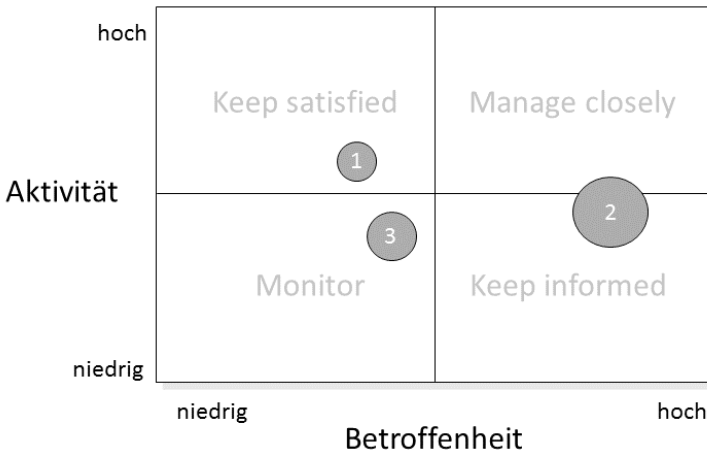 hoch
Keep satisfied
Manage closely
1
Aktivität
2
3
Monitor
Keep informed
niedrig
niedrig
hoch
Betroffenheit